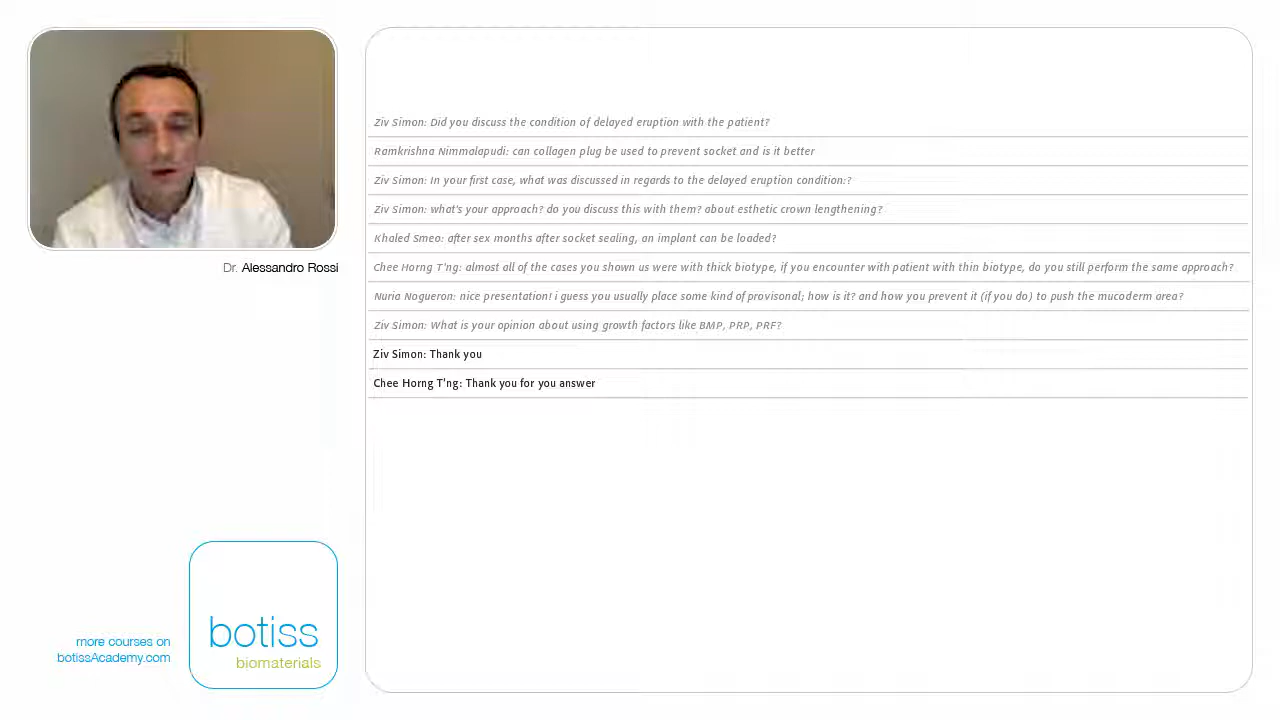 Dr. Alessandro Rossi
Ziv Simon: Did you discuss the condition of delayed eruption with the patient?
Ramkrishna Nimmalapudi: can collagen plug be used to prevent socket and is it better
Ziv Simon: In your first case, what was discussed in regards to the delayed eruption condition:?
Ziv Simon: what's your approach? do you discuss this with them? about esthetic crown lengthening?
Khaled Smeo: after sex months after socket sealing, an implant can be loaded?
Chee Horng T'ng: almost all of the cases you shown us were with thick biotype, if you encounter with patient with thin biotype, do you still perform the same approach?
Nuria Nogueron: nice presentation! i guess you usually place some kind of provisonal; how is it? and how you prevent it (if you do) to push the mucoderm area?
Ziv Simon: What is your opinion about using growth factors like BMP, PRP, PRF?
Ziv Simon: Thank you
Chee Horng T'ng: Thank you for you answer
more courses on
botissAcademy.com
botiss
biomaterials